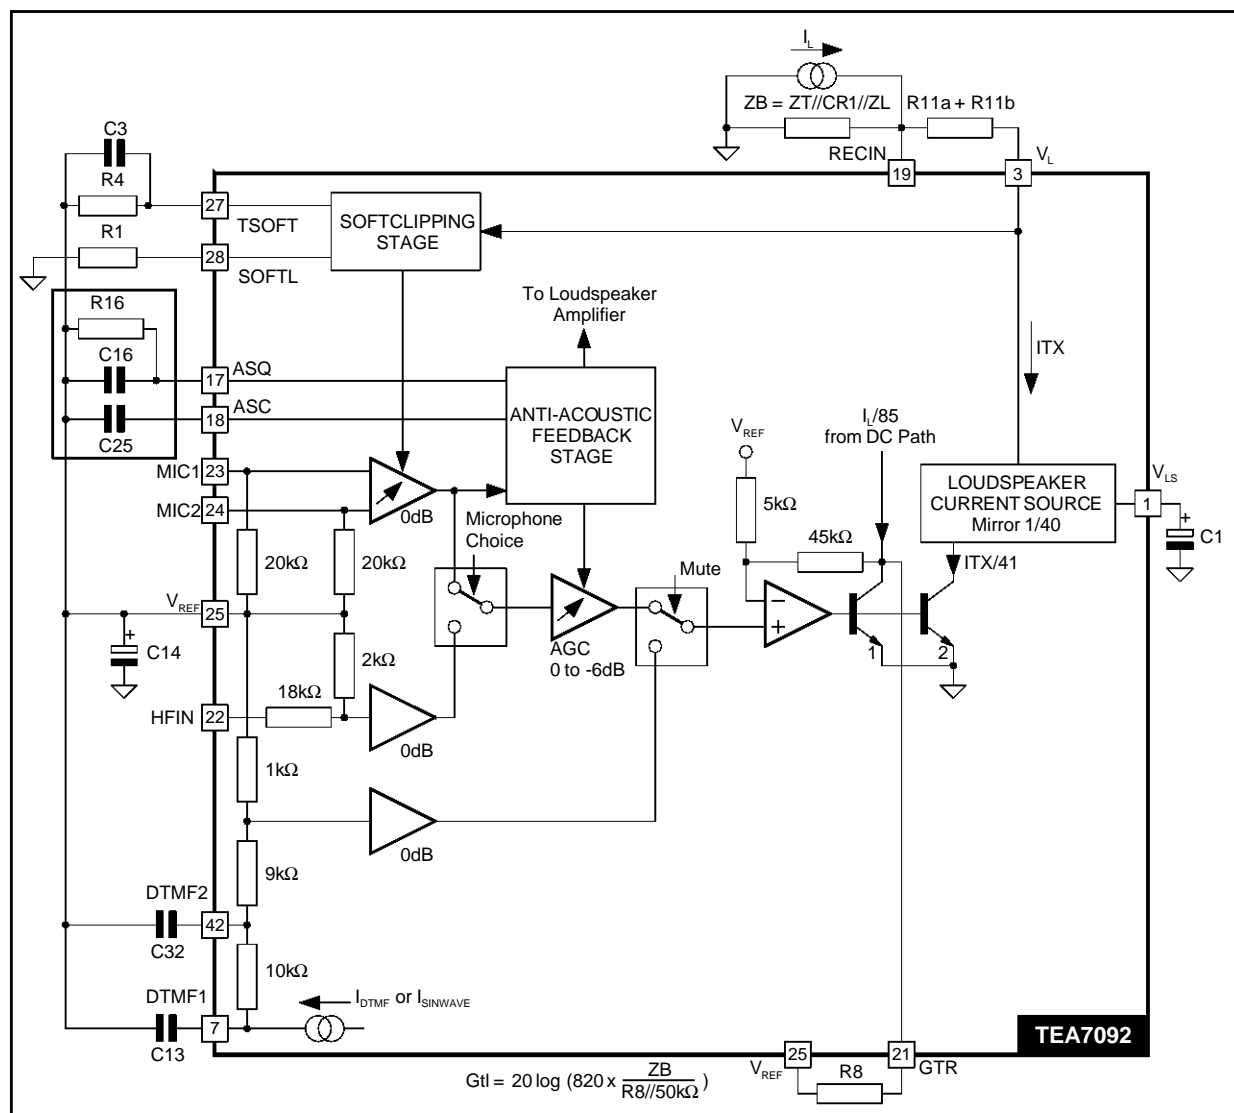 I_L
ZB = ZT//CR1//ZL
R11a + R11b
RECIN
V_L
19
3
C3
R4
27
TSOFT
R1
28
SOFTL
SOFTCLIPPING
STAGE
R16
C16
17
ASQ
18
ASC
C25
To Loudspeaker
Amplifier
ANTI-ACOUSTIC
FEEDBACK
STAGE
ITX
V_REF
I_L/85
from DC Path
MIC1
23
MIC2
24
0dB
Microphone
Choice
5kΩ
45kΩ
LOUDSPEAKER
CURRENT SOURCE
Mirror 1/40
V_LS
1
+
C1
ITX/41
20kΩ
20kΩ
V_REF
25
+
C14
Mute
−
+
1
2
AGC
0 to -6dB
2kΩ
18kΩ
HFIN
22
0dB
1kΩ
0dB
9kΩ
DTMF2
42
C32
10kΩ
DTMF1
7
C13
I_DTMF or I_SINWAVE
TEA7092
V_REF
25
21
GTR
R8
Gtl = 20 log (820 x ZB / R8//50kΩ )